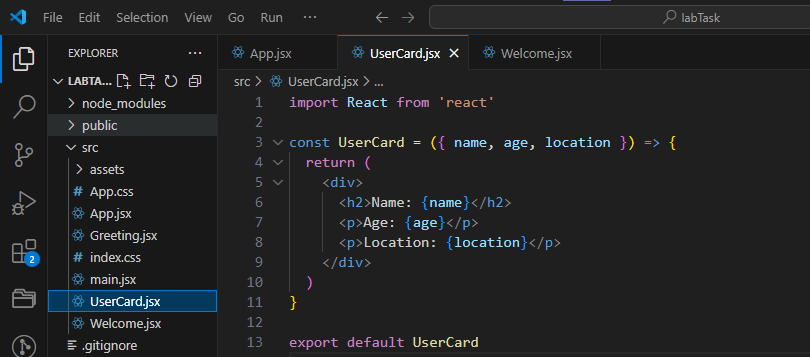 File Edit Selection View Go Run ... labTask
EXPLORER ...
App.jsx UserCard.jsx Welcome.jsx
LABTA...
src > UserCard.jsx > ...
node_modules
public
src
assets
App.css
App.jsx
Greeting.jsx
index.css
main.jsx
UserCard.jsx
Welcome.jsx
.gitignore
2
1 import React from 'react'
2
3 const UserCard = ({ name, age, location }) => {
4 return (
5 <div>
6 <h2>Name: {name}</h2>
7 <p>Age: {age}</p>
8 <p>Location: {location}</p>
9 </div>
10 )
11 }
12
13 export default UserCard